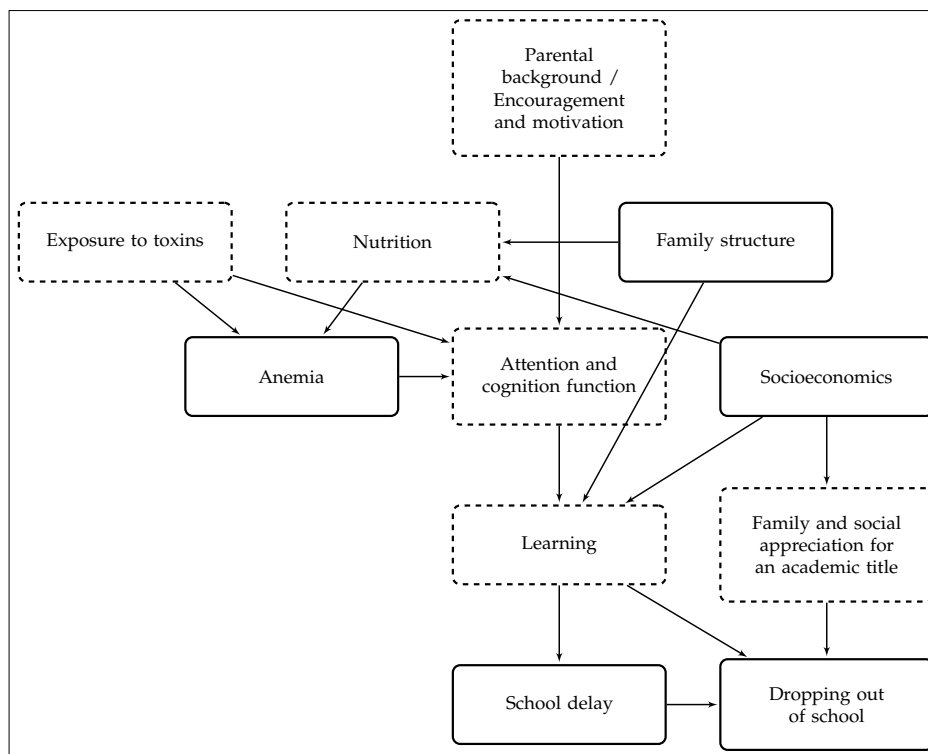 Parental
background /
Encouragement
and motivation
Exposure to toxins
Nutrition
Family structure
Anemia
Attention and
cognition function
Socioeconomics
Learning
Family and social
appreciation for
an academic title
School delay
Dropping out
of school